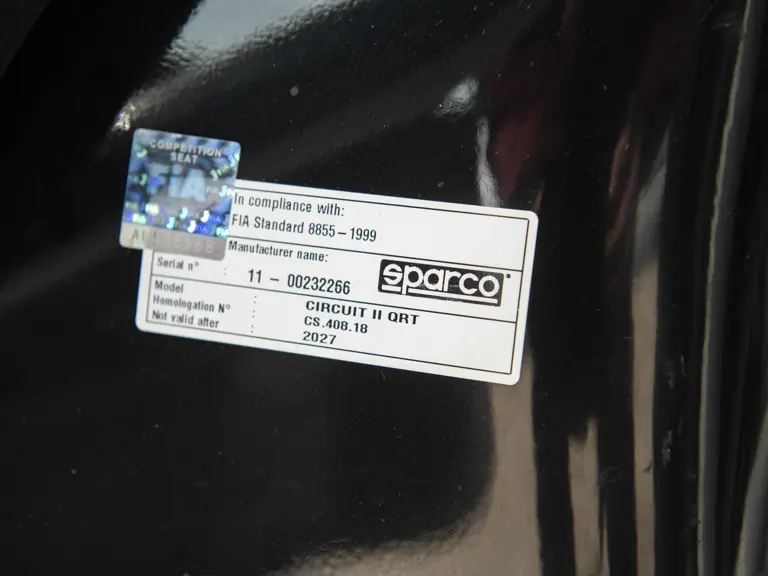 COMPETITION
SEAT
FIA
In compliance with:
FIA Standard 8855-1999
Manufacturer name:
Serial n° : 11 - 00232266 sparco
Model : CIRCUIT II QRT
Homologation N° : CS.408.18
Not valid after : 2027